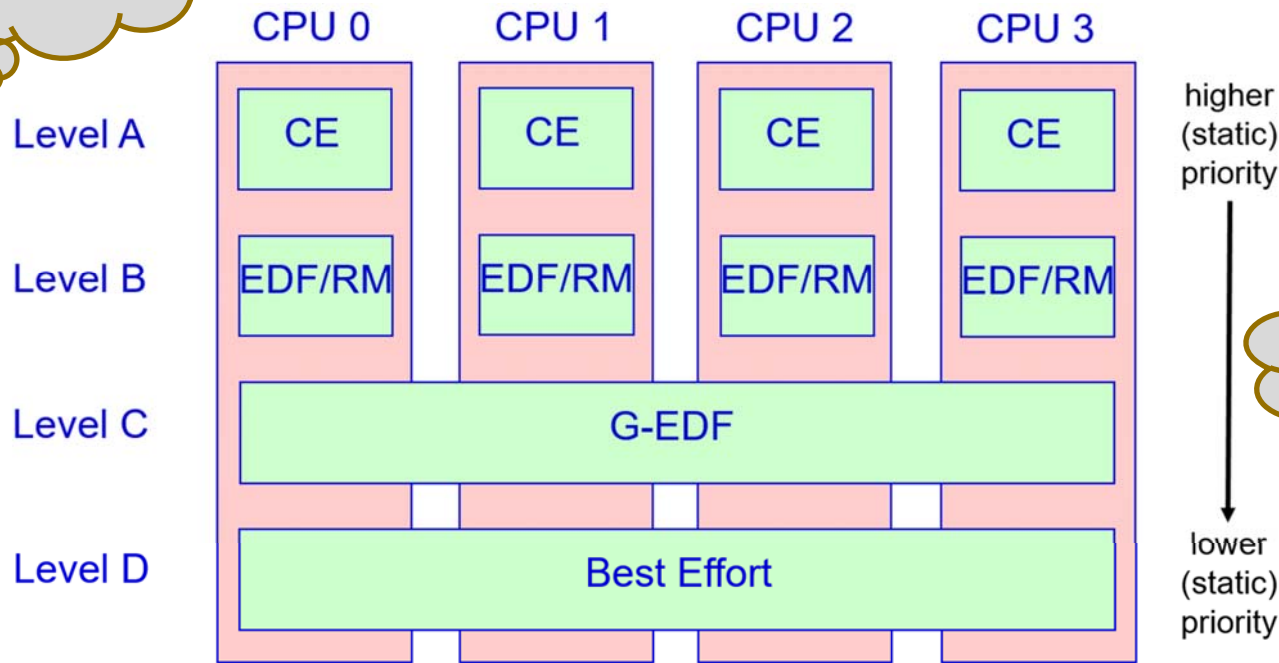 CPU 0 CPU 1 CPU 2 CPU 3
Level A CE CE CE CE
higher
(static)
priority
Level B EDF/RM EDF/RM EDF/RM EDF/RM
Level C G-EDF
Level D Best Effort
lower
(static)
priority